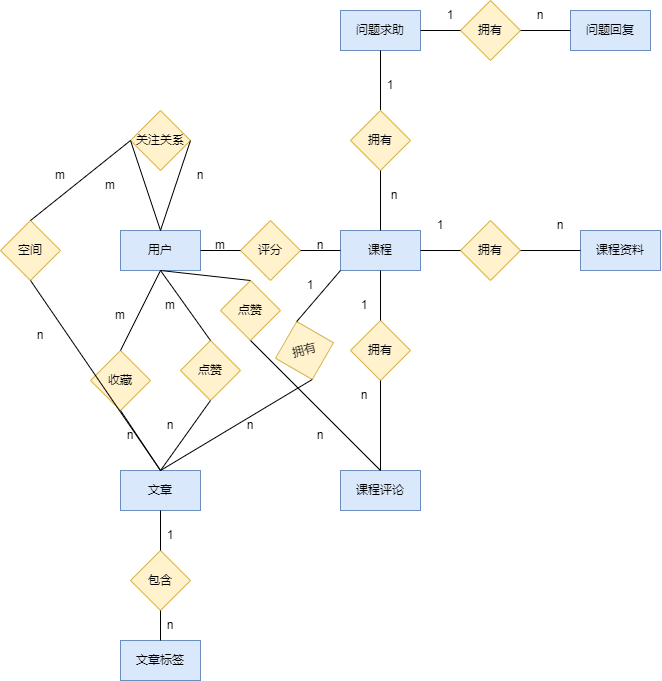 问题求助
1
拥有
n
问题回复
1
关注关系
拥有
m
m
n
n
空间
用户
m
评分
n
课程
1
拥有
n
课程资料
1
m
m
点赞
1
n
拥有
拥有
点赞
收藏
n
n
n
n
n
文章
课程评论
1
包含
n
文章标签